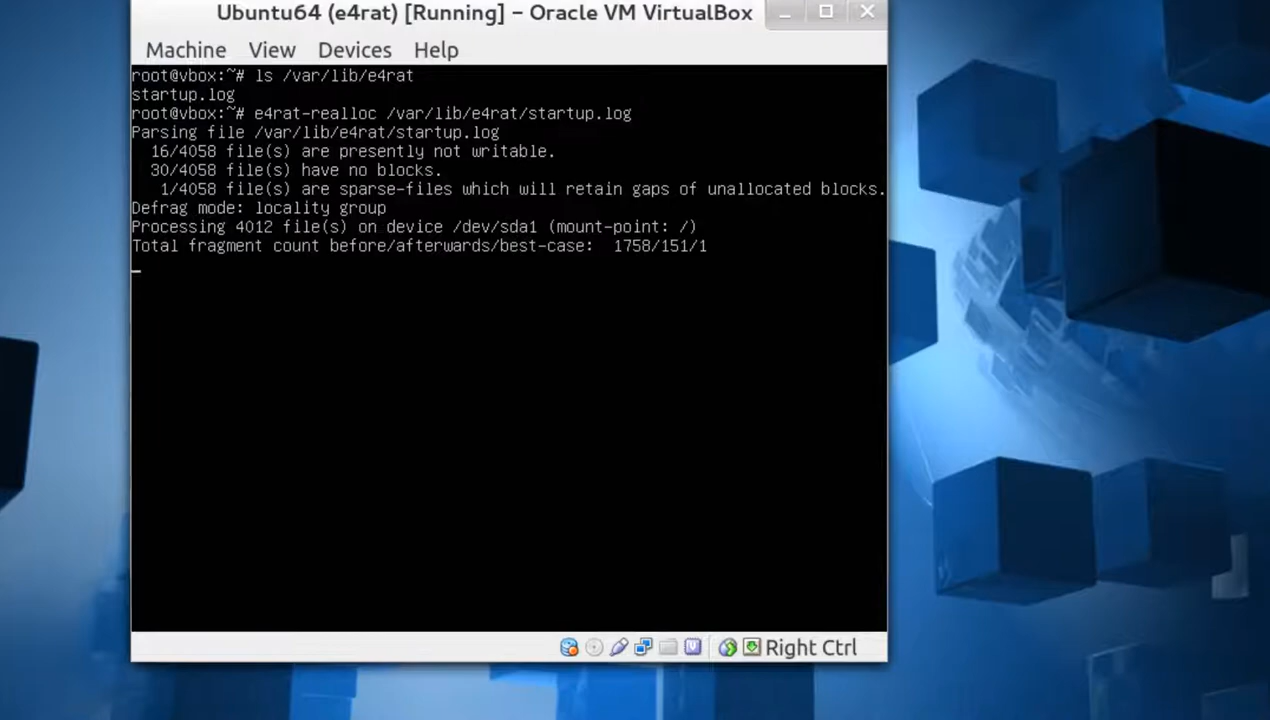 Ubuntu64 (e4rat) [Running] – Oracle VM VirtualBox
Machine View Devices Help
root@vbox:~# ls /var/lib/e4rat
startup.log
root@vbox:~# e4rat-realloc /var/lib/e4rat/startup.log
Parsing file /var/lib/e4rat/startup.log
  16/4058 file(s) are presently not writable.
  30/4058 file(s) have no blocks.
   1/4058 file(s) are sparse-files which will retain gaps of unallocated blocks.
Defrag mode: locality group
Processing 4012 file(s) on device /dev/sda1 (mount-point: /)
Total fragment count before/afterwards/best-case:  1758/151/1
Right Ctrl